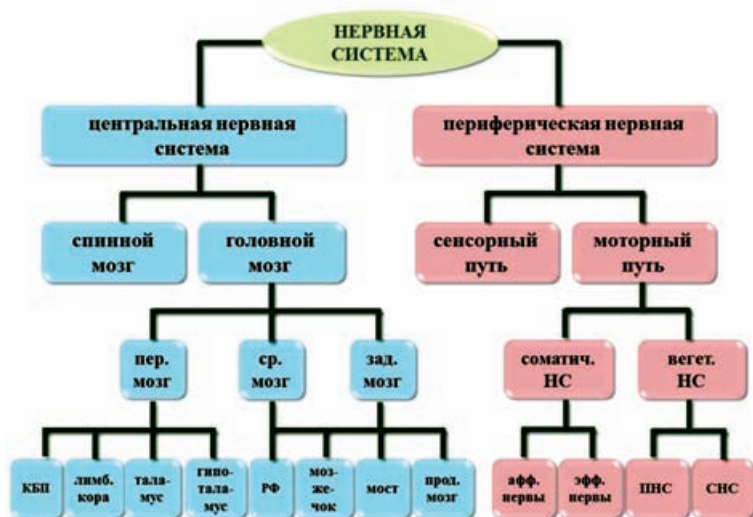 НЕРВНАЯ
СИСТЕМА
центральная нервная
система
периферическая нервная
система
спинной
мозг
головной
мозг
сенсорный
путь
моторный
путь
пер.
мозг
ср.
мозг
зад.
мозг
соматич.
НС
вегет.
НС
КБП
лимб.
кора
тала-
мус
гипо-
тала-
мус
РФ
моз-
же-
чок
мост
прод.
мозг
афф.
нервы
эфф.
нервы
ПНС
СНС